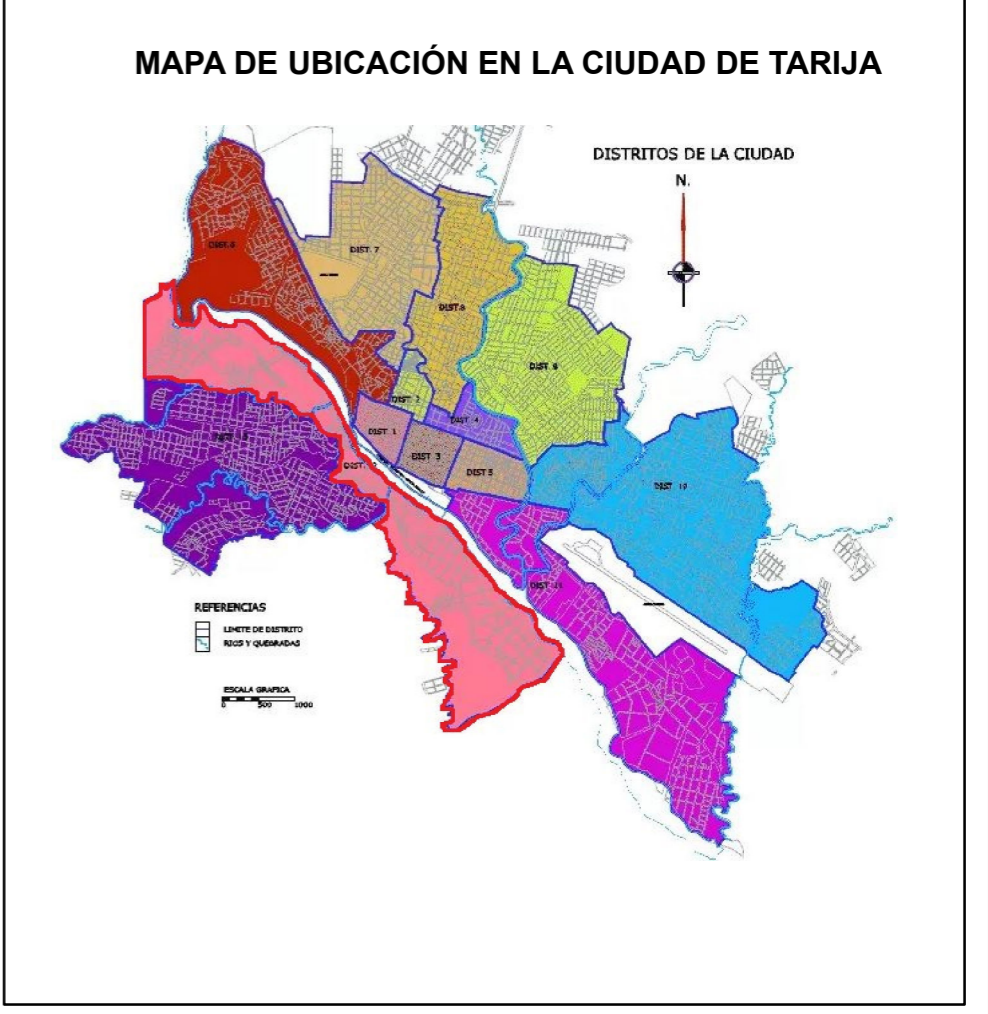 MAPA DE UBICACIÓN EN LA CIUDAD DE TARIJA
DISTRITOS DE LA CIUDAD
N.
DIST. 7
DIST.8
DIST. 9
DIST. 2
DIST. 4
DIST. 1
DIST 3
DIST 5
DIST. 10
DIST. 11
REFERENCIAS
LIMITE DE DISTRITO
RIOS Y QUEBRADAS
ESCALA GRAFICA
0 500 1000